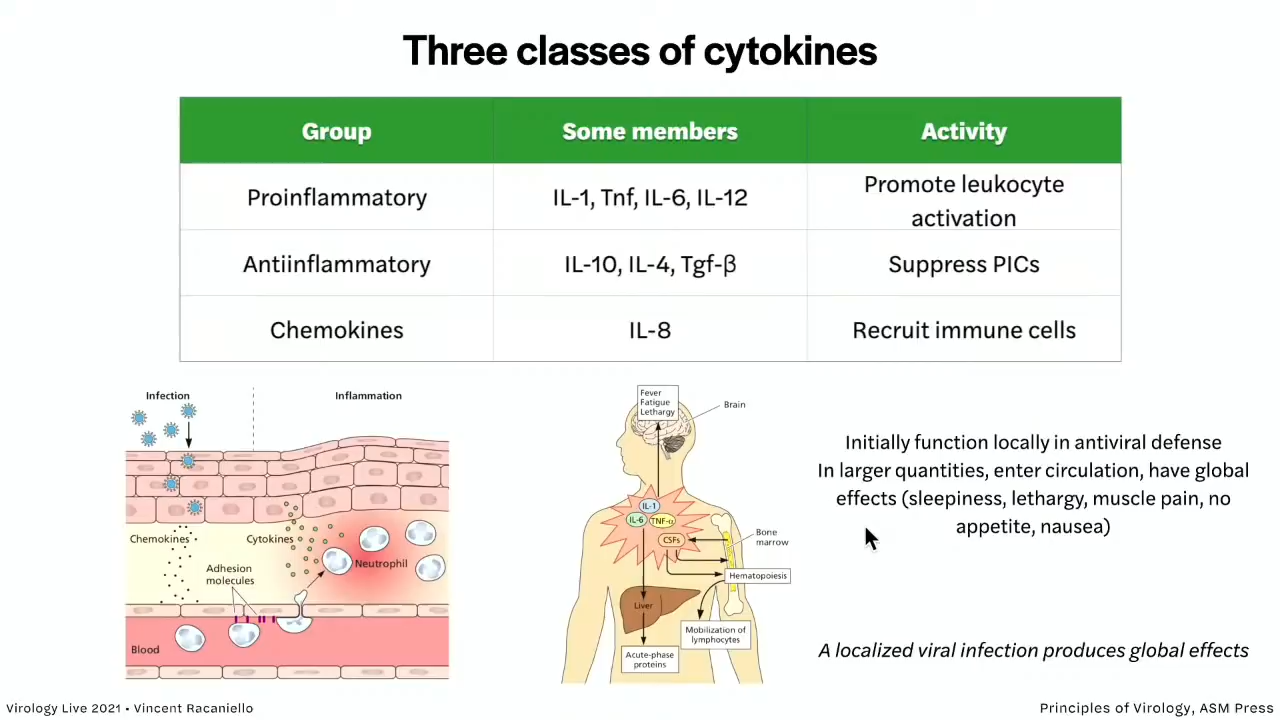 Three classes of cytokines
Group
Some members
Activity
Proinflammatory
IL-1, Tnf, IL-6, IL-12
Promote leukocyte
activation
Antiinflammatory
IL-10, IL-4, Tgf-β
Suppress PICs
Chemokines
IL-8
Recruit immune cells
Infection
Inflammation
Chemokines
Cytokines
Adhesion
molecules
Neutrophil
Blood
Fever
Fatigue
Lethargy
Brain
IL-1
IL-6
TNF-α
CSFs
Bone
marrow
Hematopoiesis
Liver
Mobilization of
lymphocytes
Acute-phase
proteins
Initially function locally in antiviral defense
In larger quantities, enter circulation, have global
effects (sleepiness, lethargy, muscle pain, no
appetite, nausea)
A localized viral infection produces global effects
Virology Live 2021 • Vincent Racaniello
Principles of Virology, ASM Press